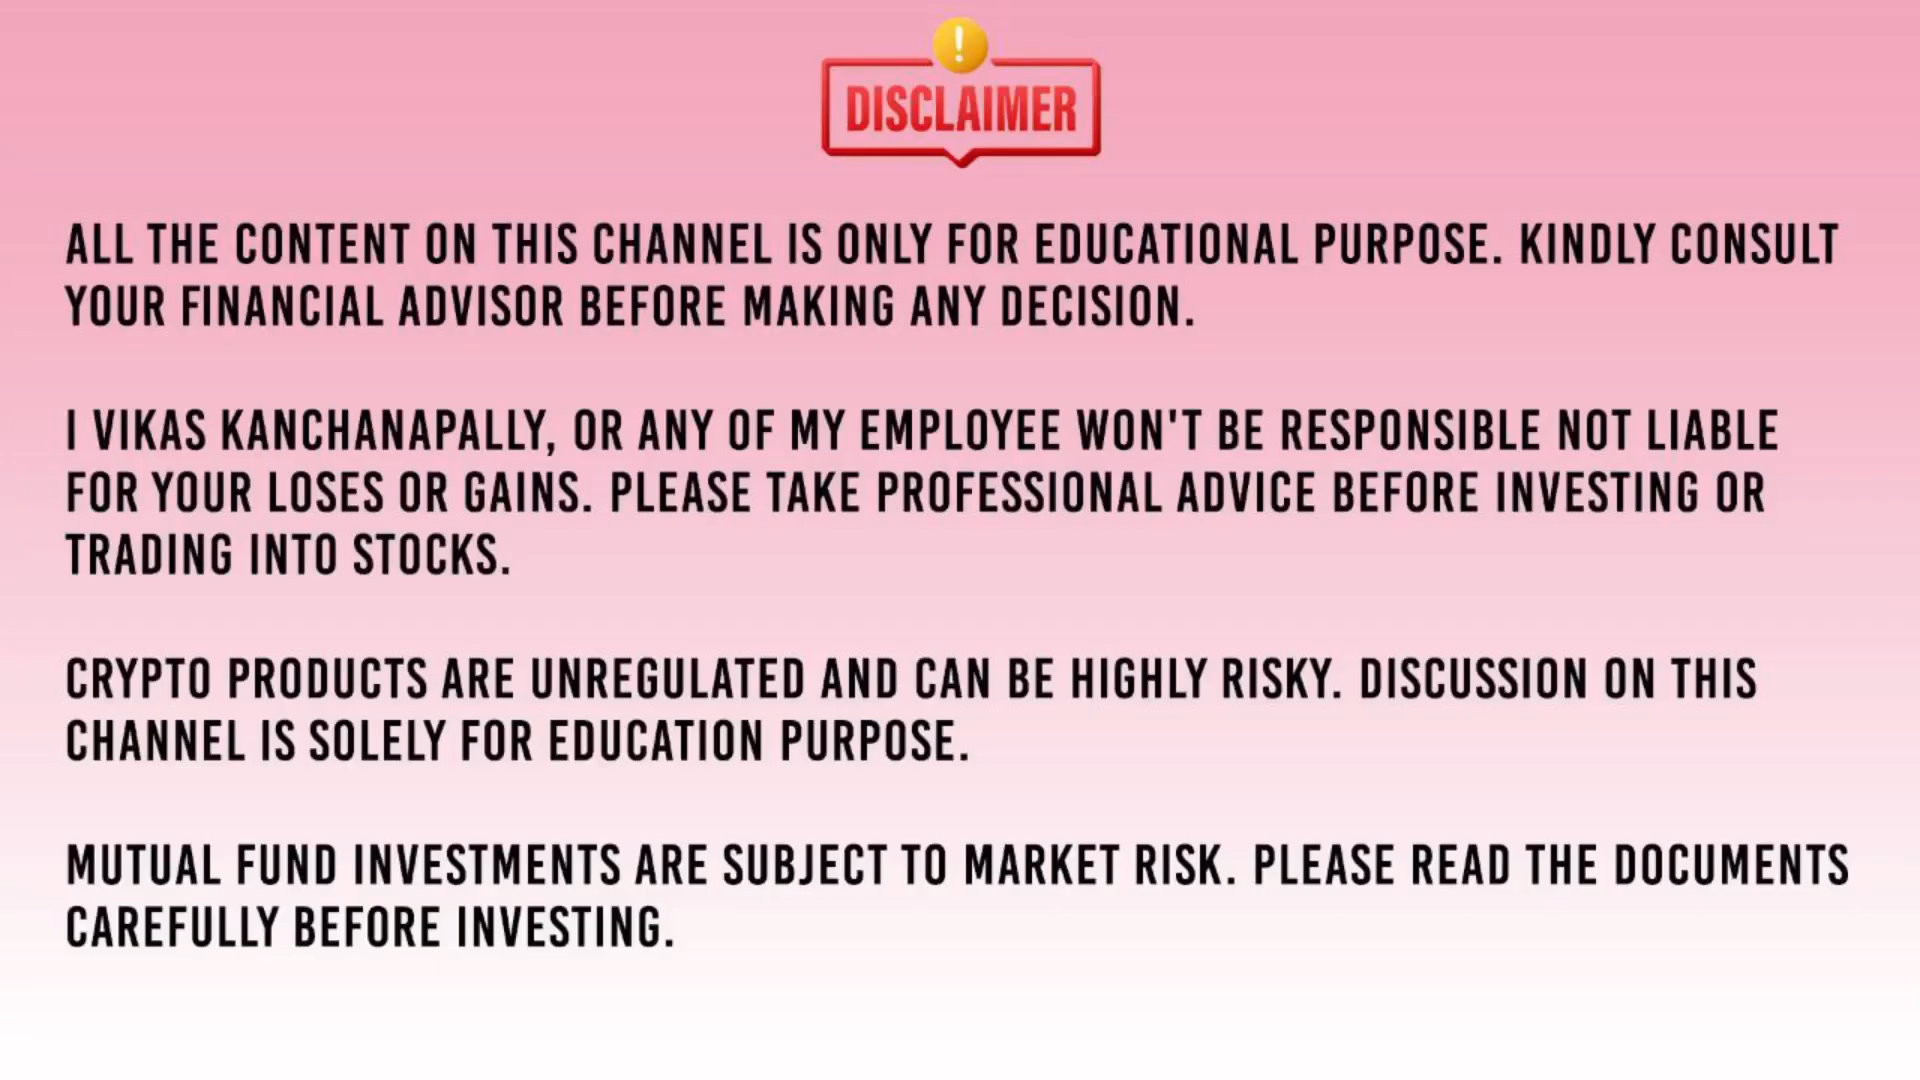 !
DISCLAIMER
ALL THE CONTENT ON THIS CHANNEL IS ONLY FOR EDUCATIONAL PURPOSE. KINDLY CONSULT
YOUR FINANCIAL ADVISOR BEFORE MAKING ANY DECISION.
I VIKAS KANCHANAPALLY, OR ANY OF MY EMPLOYEE WON'T BE RESPONSIBLE NOT LIABLE
FOR YOUR LOSES OR GAINS. PLEASE TAKE PROFESSIONAL ADVICE BEFORE INVESTING OR
TRADING INTO STOCKS.
CRYPTO PRODUCTS ARE UNREGULATED AND CAN BE HIGHLY RISKY. DISCUSSION ON THIS
CHANNEL IS SOLELY FOR EDUCATION PURPOSE.
MUTUAL FUND INVESTMENTS ARE SUBJECT TO MARKET RISK. PLEASE READ THE DOCUMENTS
CAREFULLY BEFORE INVESTING.